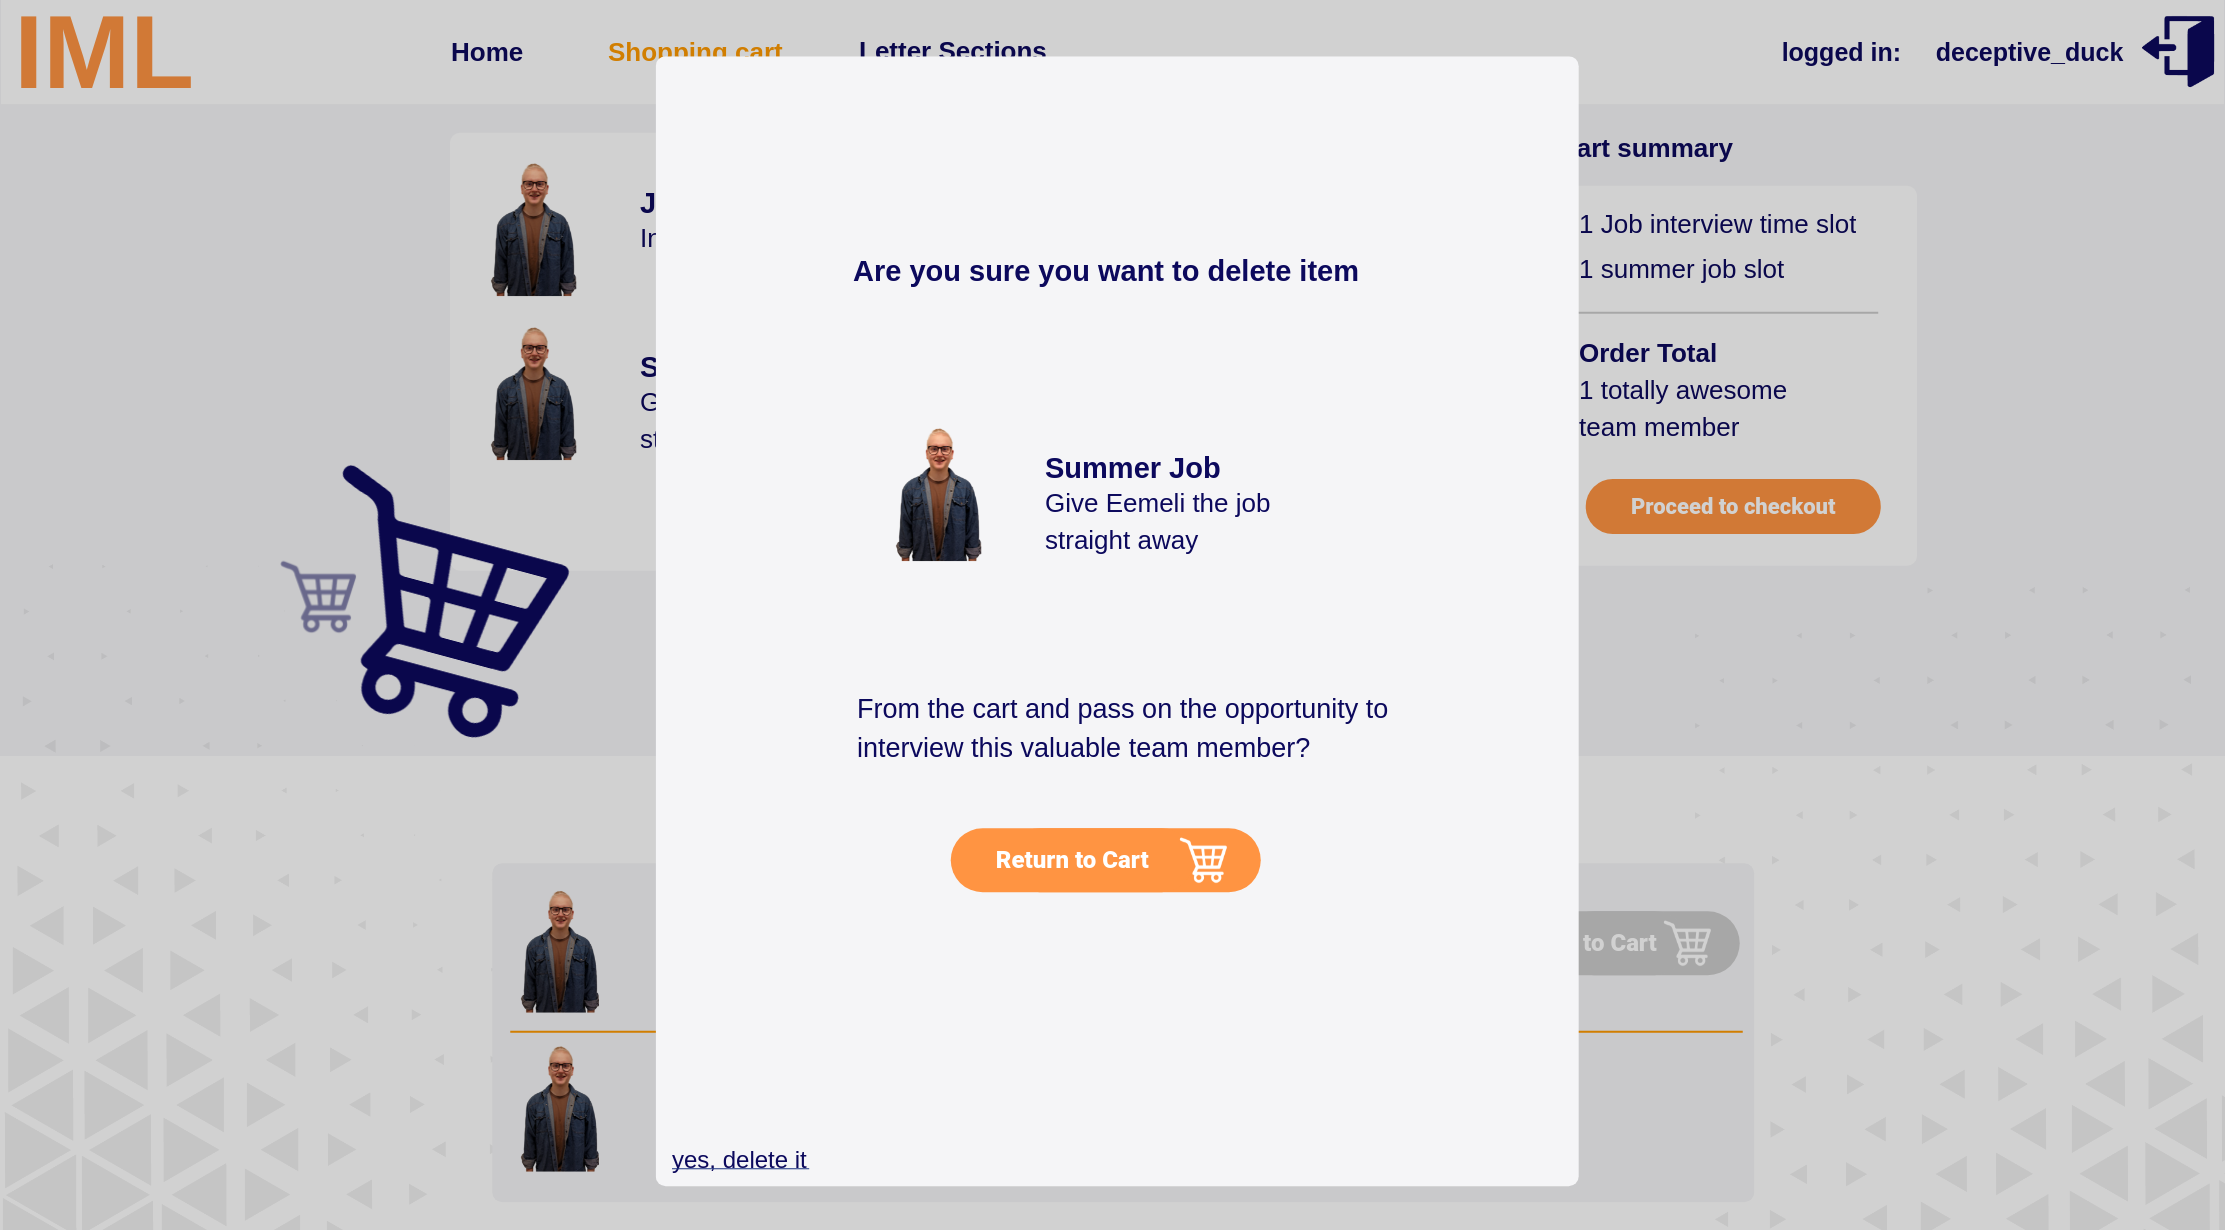 IML
Home
Shopping cart
Letter Sections
logged in:
deceptive_duck
J
In
S
G
st
Are you sure you want to delete item
Summer Job
Give Eemeli the job
straight away
From the cart and pass on the opportunity to
interview this valuable team member?
Return to Cart
yes, delete it
art summary
1 Job interview time slot
1 summer job slot
Order Total
1 totally awesome
team member
Proceed to checkout
to Cart